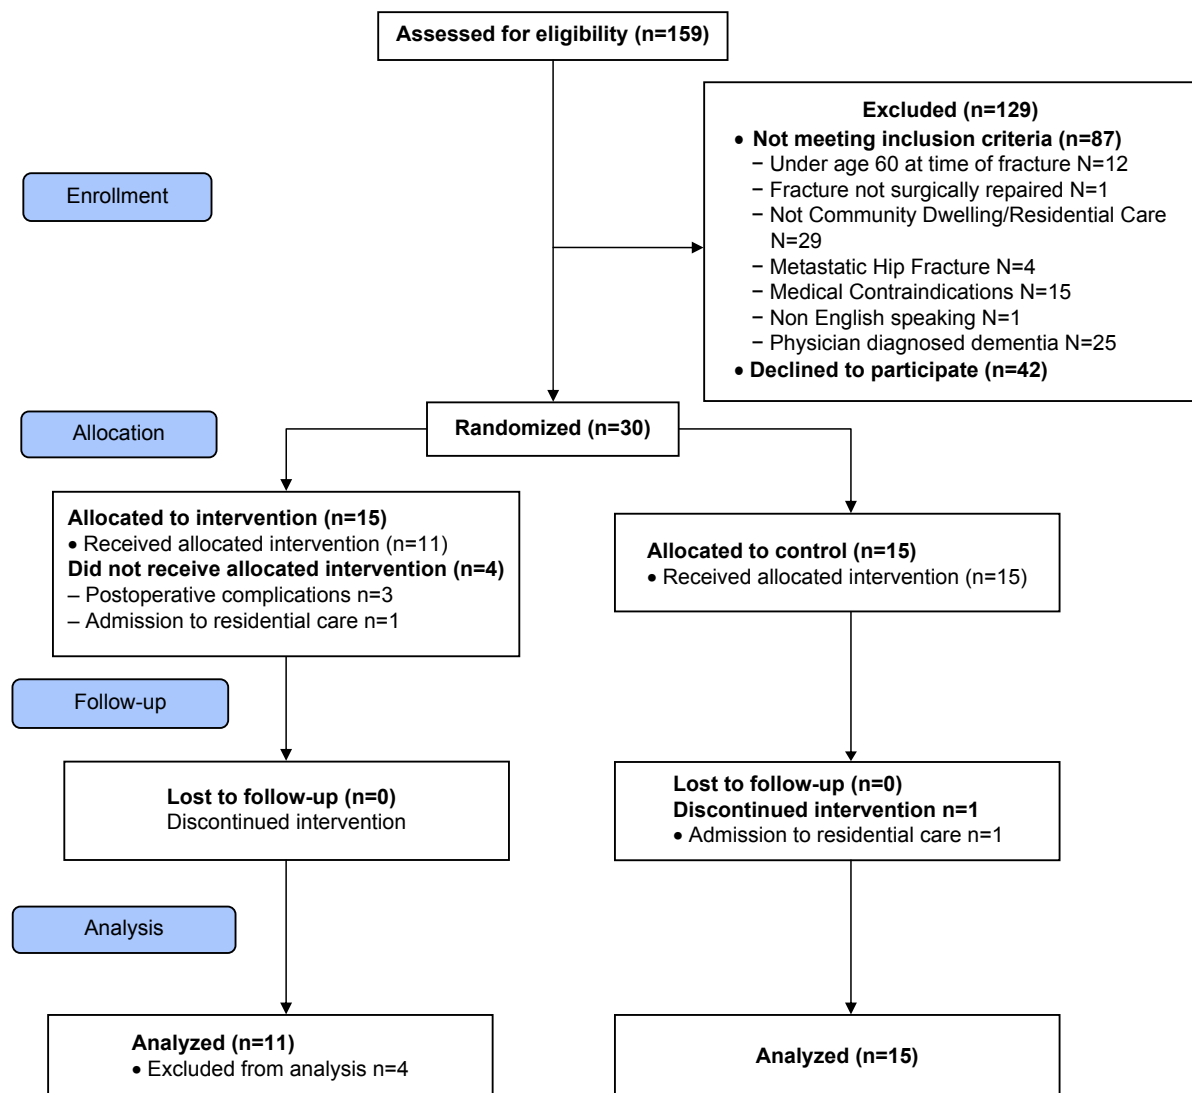 Assessed for eligibility (n=159)
Excluded (n=129)
• Not meeting inclusion criteria (n=87)
− Under age 60 at time of fracture N=12
− Fracture not surgically repaired N=1
− Not Community Dwelling/Residential Care
N=29
− Metastatic Hip Fracture N=4
− Medical Contraindications N=15
− Non English speaking N=1
− Physician diagnosed dementia N=25
• Declined to participate (n=42)
Enrollment
Allocation
Randomized (n=30)
Allocated to intervention (n=15)
• Received allocated intervention (n=11)
Did not receive allocated intervention (n=4)
– Postoperative complications n=3
– Admission to residential care n=1
Allocated to control (n=15)
• Received allocated intervention (n=15)
Follow-up
Lost to follow-up (n=0)
Discontinued intervention
Lost to follow-up (n=0)
Discontinued intervention n=1
• Admission to residential care n=1
Analysis
Analyzed (n=11)
• Excluded from analysis n=4
Analyzed (n=15)